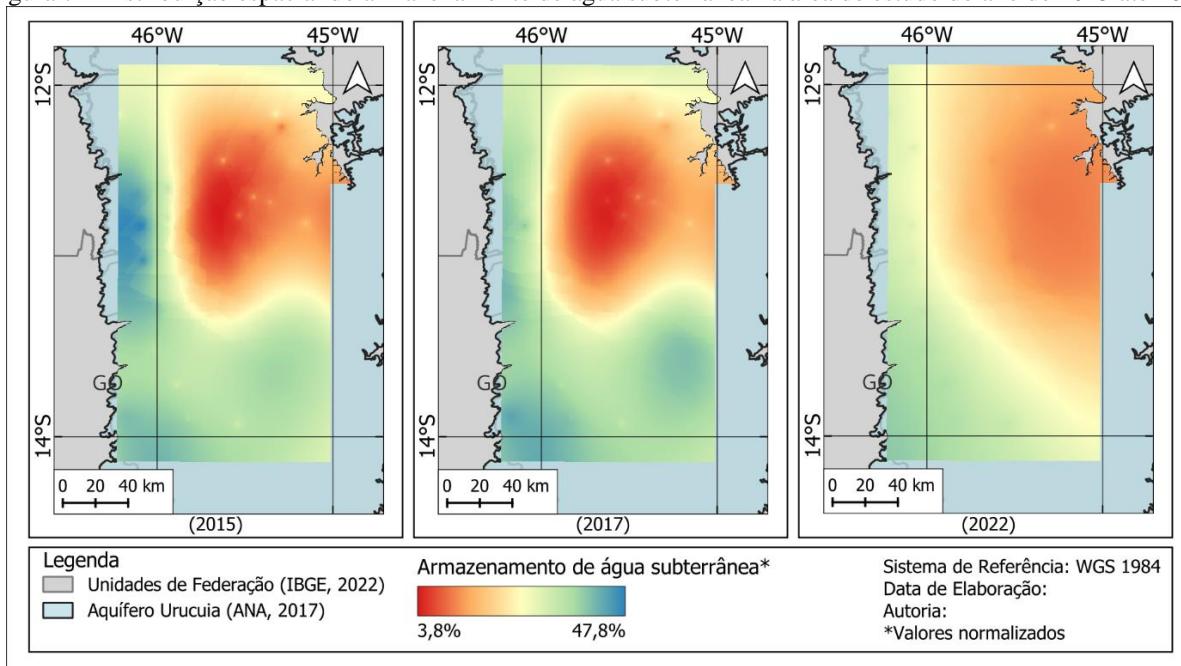 46°W 45°W
12°S
14°S
GO
0 20 40 km
(2015)
46°W 45°W
GO
0 20 40 km
(2017)
46°W 45°W
12°S
14°S
GO
0 20 40 km
(2022)
Legenda
Unidades de Federação (IBGE, 2022)
Aquífero Urucuia (ANA, 2017)
Armazenamento de água subterrânea*
3,8% 47,8%
Sistema de Referência: WGS 1984
Data de Elaboração:
Autoria:
*Valores normalizados